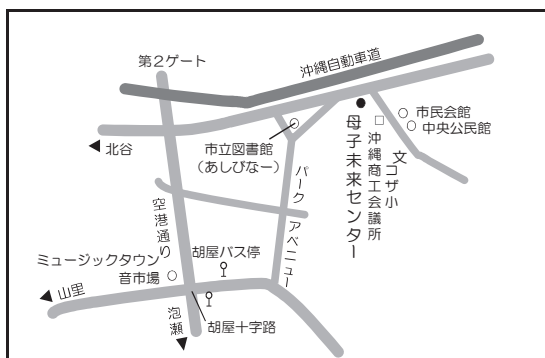 第2ゲート
沖縄自動車道
北谷
市立図書館
（あしびなー）
母子未来センター
沖縄商工会議所
文コザ小
市民会館
中央公民館
空港通り
パークアベニュー
ミュージックタウン
音市場
胡屋バス停
山里
泡瀬
胡屋十字路